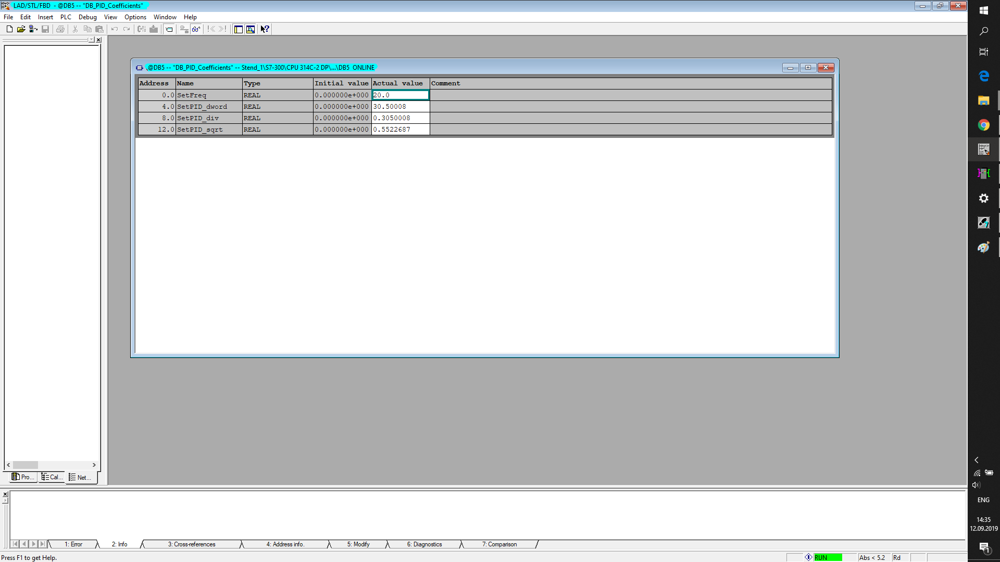 LAD/STL/FBD - @DB5 -- "DB_PID_Coefficients"
File Edit Insert PLC Debug View Options Window Help
@DB5 -- "DB_PID_Coefficients" -- Stend_1\S7-300\CPU 314C-2 DP\...\DB5 ONLINE
Address Name Type Initial value Actual value Comment
0.0 SetFreq REAL 0.000000e+000 20.0
4.0 SetPID_dword REAL 0.000000e+000 30.50008
8.0 SetPID_div REAL 0.000000e+000 0.3050008
12.0 SetPID_sqrt REAL 0.000000e+000 0.5522687
Pro... Cal... Net...
1: Error 2: Info 3: Cross-references 4: Address info. 5: Modify 6: Diagnostics 7: Comparison
Press F1 to get Help.
RUN Abs < 5.2 Rd
ENG
14:35
12.09.2019
1